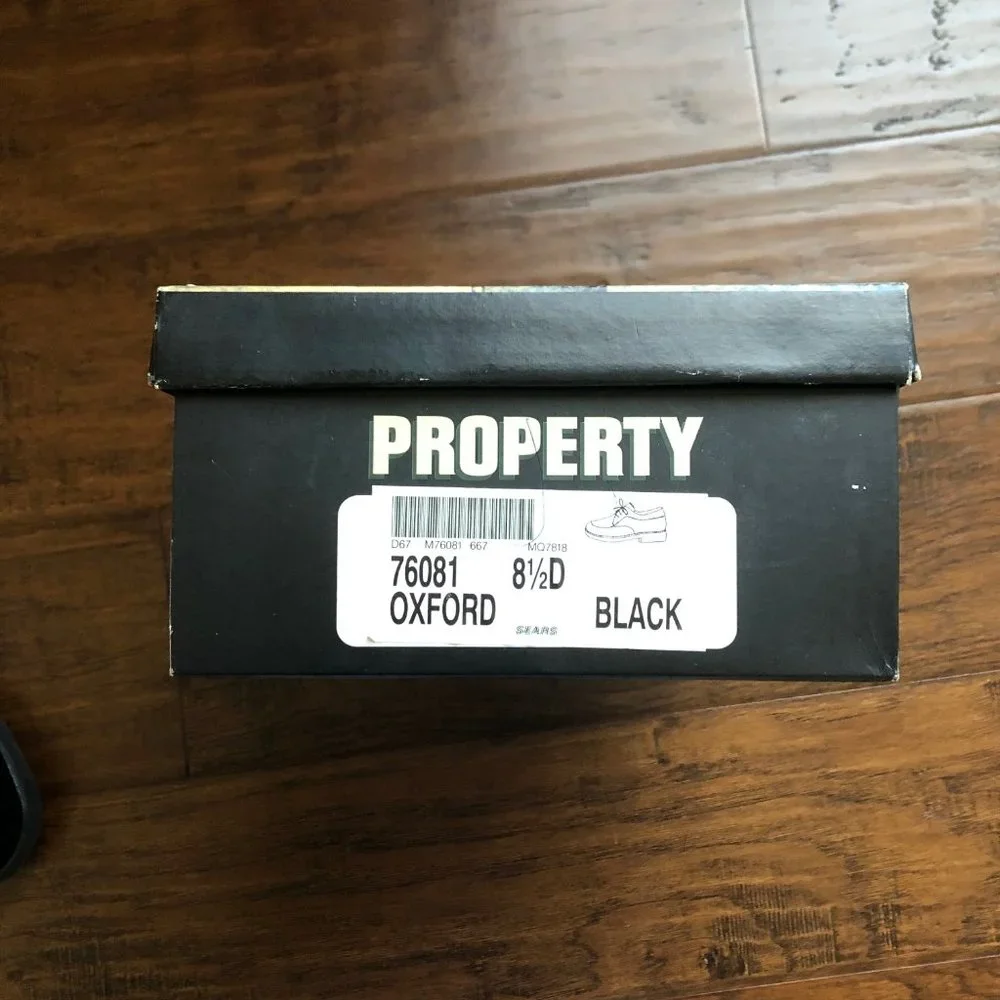 PROPERTY
D67 M76081 667 MQ7818
76081 8½D
OXFORD BLACK
SEARS